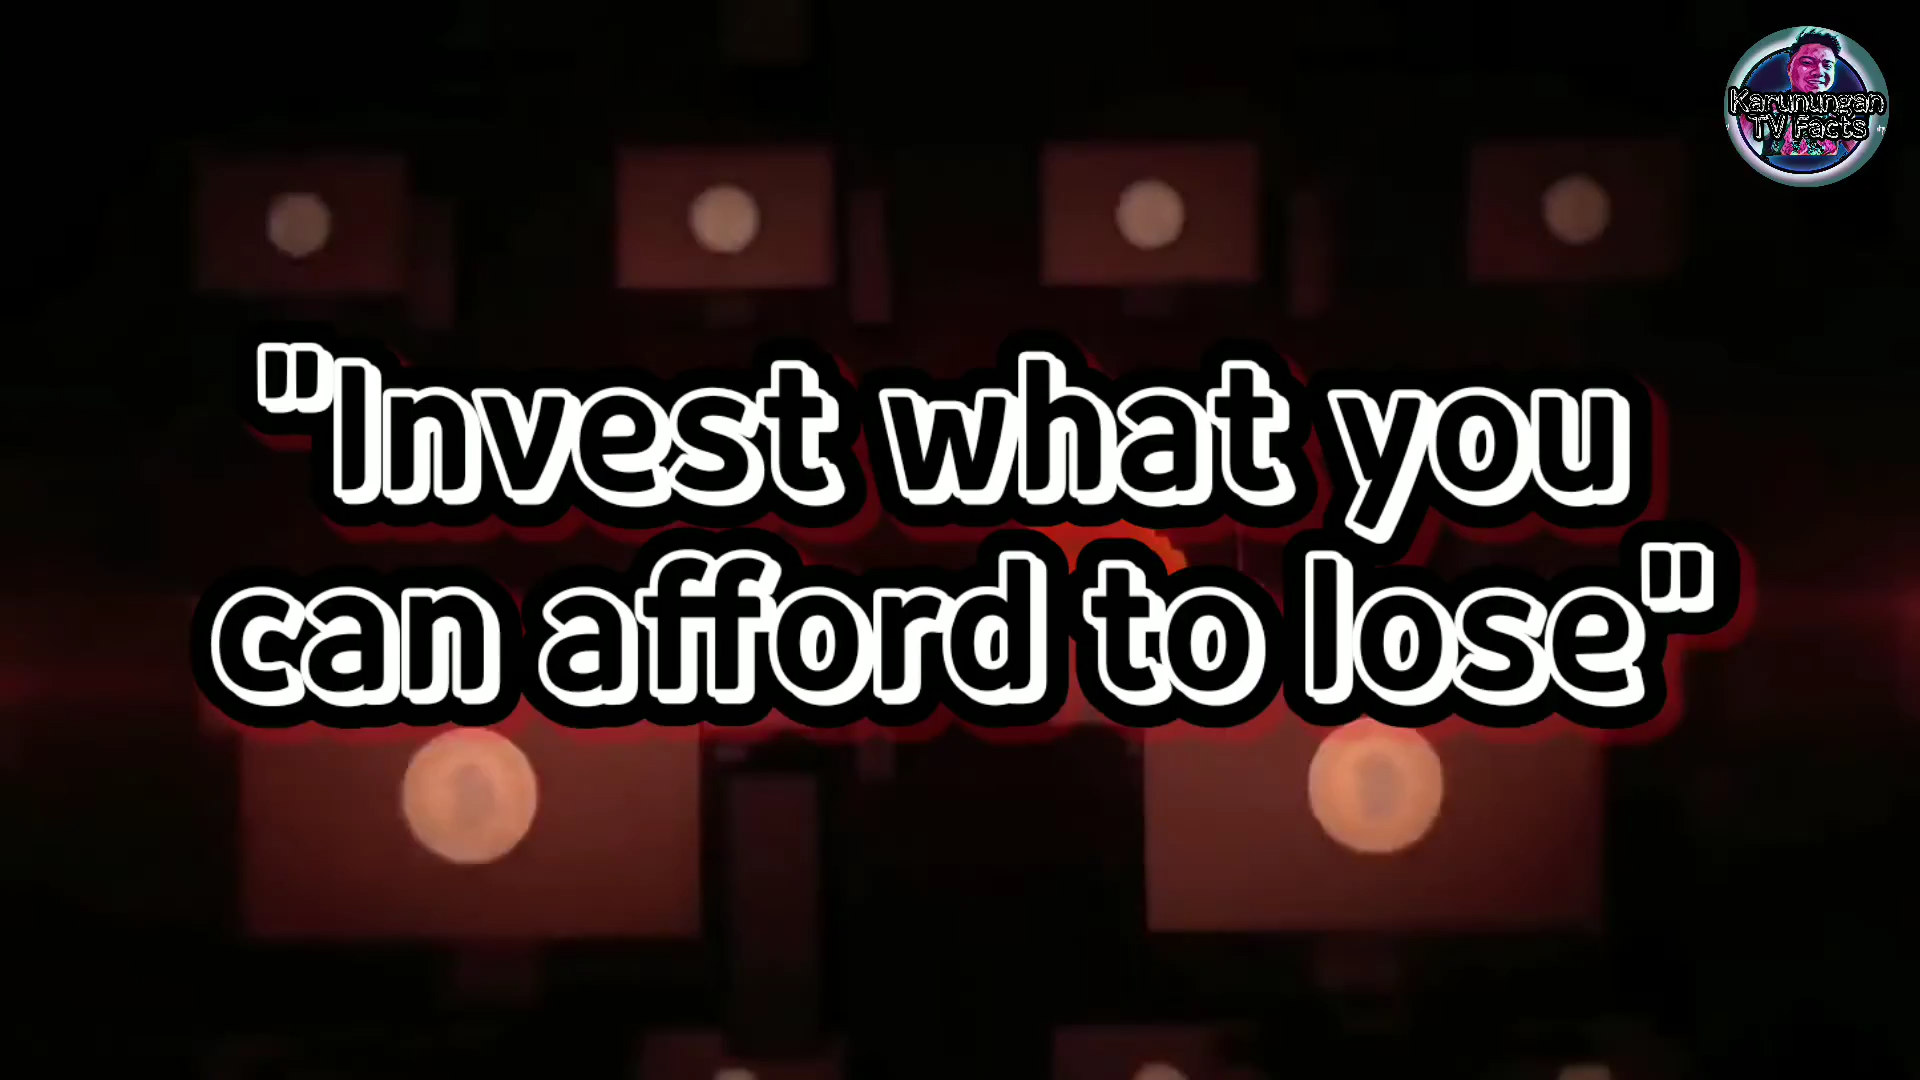 Karunungan
TV Facts
"Invest what you
can afford to lose"